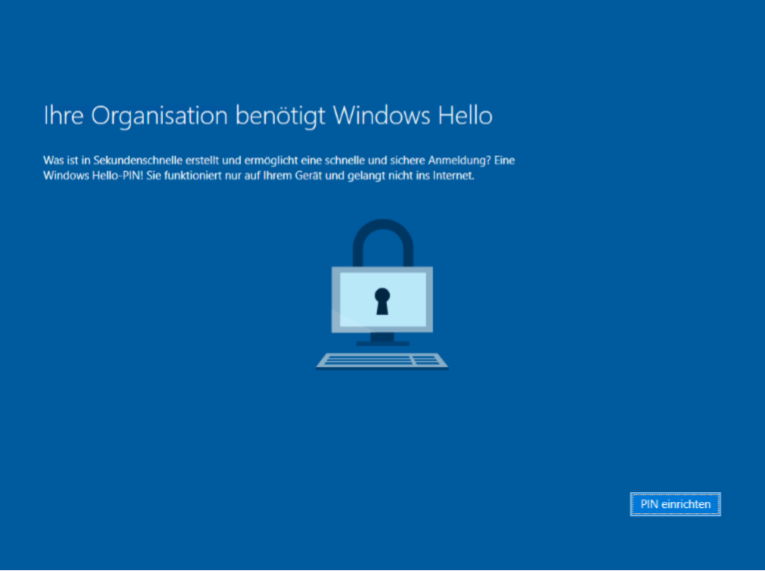 Ihre Organisation benötigt Windows Hello
Was ist in Sekundenschnelle erstellt und ermöglicht eine schnelle und sichere Anmeldung? Eine
Windows Hello-PIN! Sie funktioniert nur auf Ihrem Gerät und gelangt nicht ins Internet.
PIN einrichten